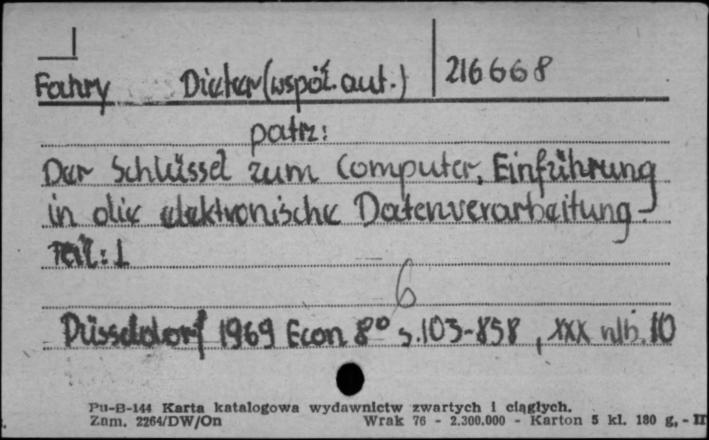 Fahry Dieter (współ. aut.) 216668
patrz:
Der Schlüssel zum Computer. Einführung
in die elektronische Datenverarbeitung.
Teil: 1
6
Düsseldorf 1969 Econ 8° s. 103-858, XXX nlb. 10
Pu-B-144 Karta katalogowa wydawnictw zwartych i ciągłych.
Zam. 2264/DW/On Wrak 76 - 2.300.000 - Karton 5 kl. 180 g, - II